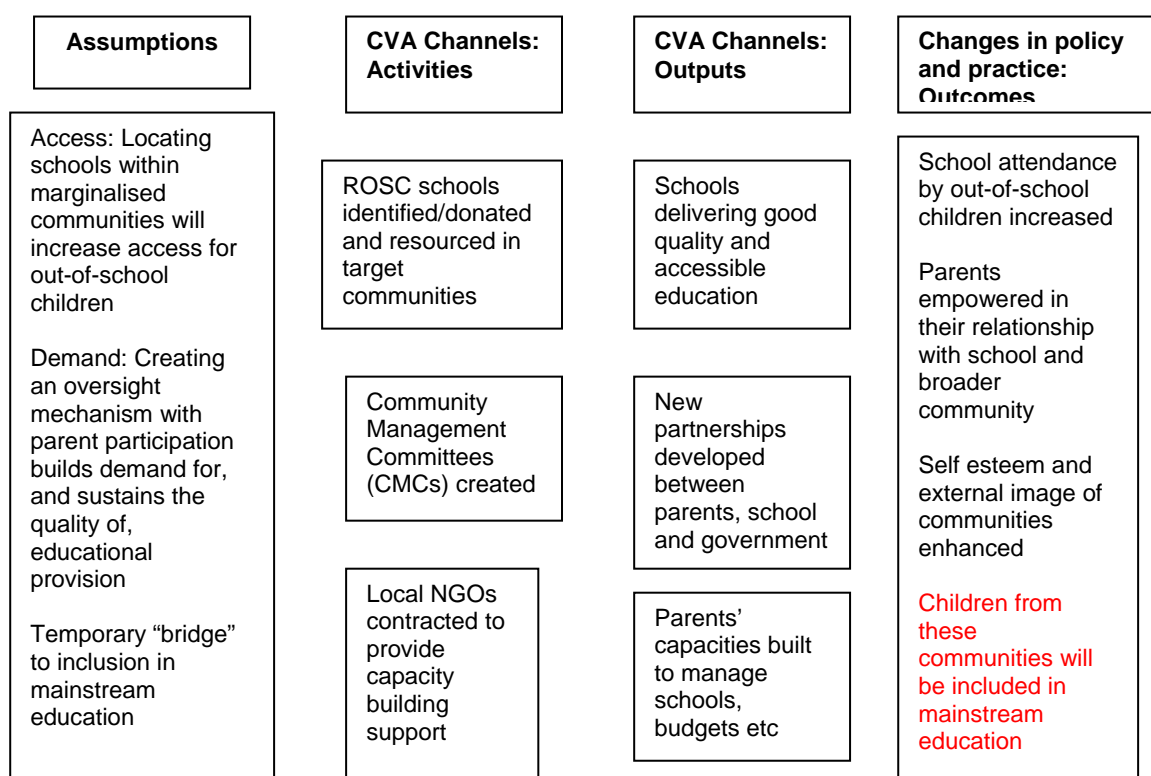 Assumptions
Access: Locating
schools within
marginalised
communities will
increase access for
out-of-school
children
Demand: Creating
an oversight
mechanism with
parent participation
builds demand for,
and sustains the
quality of,
educational
provision
Temporary “bridge”
to inclusion in
mainstream
education
CVA Channels:
Activities
ROSC schools
identified/donated
and resourced in
target
communities
Community
Management
Committees
(CMCs) created
Local NGOs
contracted to
provide
capacity
building
support
CVA Channels:
Outputs
Schools
delivering good
quality and
accessible
education
New
partnerships
developed
between
parents, school
and government
Parents’
capacities built
to manage
schools,
budgets etc
Changes in policy
and practice:
Outcomes
School attendance
by out-of-school
children increased
Parents
empowered in
their relationship
with school and
broader
community
Self esteem and
external image of
communities
enhanced
Children from
these
communities will
be included in
mainstream
education